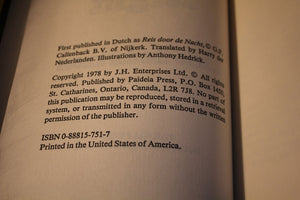 First published in Dutch as Reis door de Nacht, © G.F.
Callenback B.V. of Nijkerk. Translated by Harry der
Nederlanden. Illustrations by Anthony Hedrick.
Copyright 1978 by J.H. Enterprises Ltd. © All rights
reserved. Published by Paideia Press, P.O. Box 1450,
St. Catharines, Ontario, Canada, L2R 7J8. No part of
this publication may be reproduced, stored in a retrieval
system, or transmitted in any form without the written
permission of the publisher.
ISBN 0-88815-751-7
Printed in the United States of America.